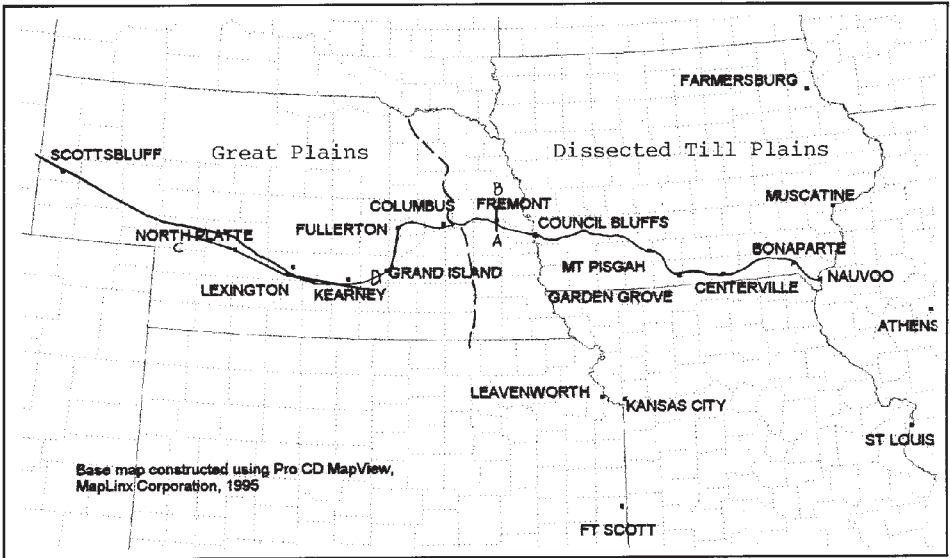 FARMERSBURG
SCOTTSBLUFF
Great Plains
Dissected Till Plains
B
MUSCATINE
COLUMBUS
FREMONT
FULLERTON
COUNCIL BLUFFS
A
NORTH PLATTE
C
BONAPARTE
D
GRAND ISLAND
MT PISGAH
NAUVOO
LEXINGTON
KEARNEY
GARDEN GROVE
CENTERVILLE
ATHENS
LEAVENWORTH
KANSAS CITY
ST LOUIS
Base map constructed using Pro CD MapView,
MapLinx Corporation, 1995
FT SCOTT